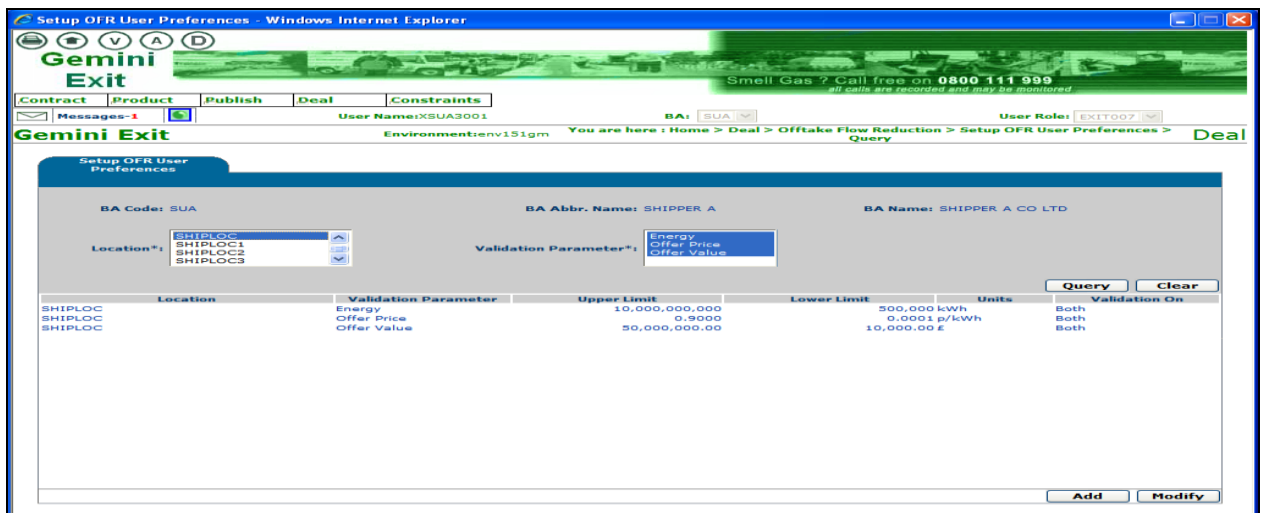 Setup OFR User Preferences - Windows Internet Explorer
V A D
Gemini
Exit
Smell Gas ? Call free on 0800 111 999
all calls are recorded and may be monitored
Contract Product Publish Deal Constraints
Messages-1 User Name:XSUA3001 BA: SUA User Role: EXIT007
Gemini Exit Environment:env151gm You are here : Home > Deal > Offtake Flow Reduction > Setup OFR User Preferences > Deal
Query
Setup OFR User
Preferences
BA Code: SUA BA Abbr. Name: SHIPPER A BA Name: SHIPPER A CO LTD
Location*: SHIPLOC
SHIPLOC1
SHIPLOC2
SHIPLOC3
Validation Parameter*: Energy
Offer Price
Offer Value
Query Clear
Location Validation Parameter Upper Limit Lower Limit Units Validation On
SHIPLOC Energy 10,000,000,000 500,000 kWh Both
SHIPLOC Offer Price 0.9000 0.0001 p/kWh Both
SHIPLOC Offer Value 50,000,000.00 10,000.00 £ Both
Add Modify